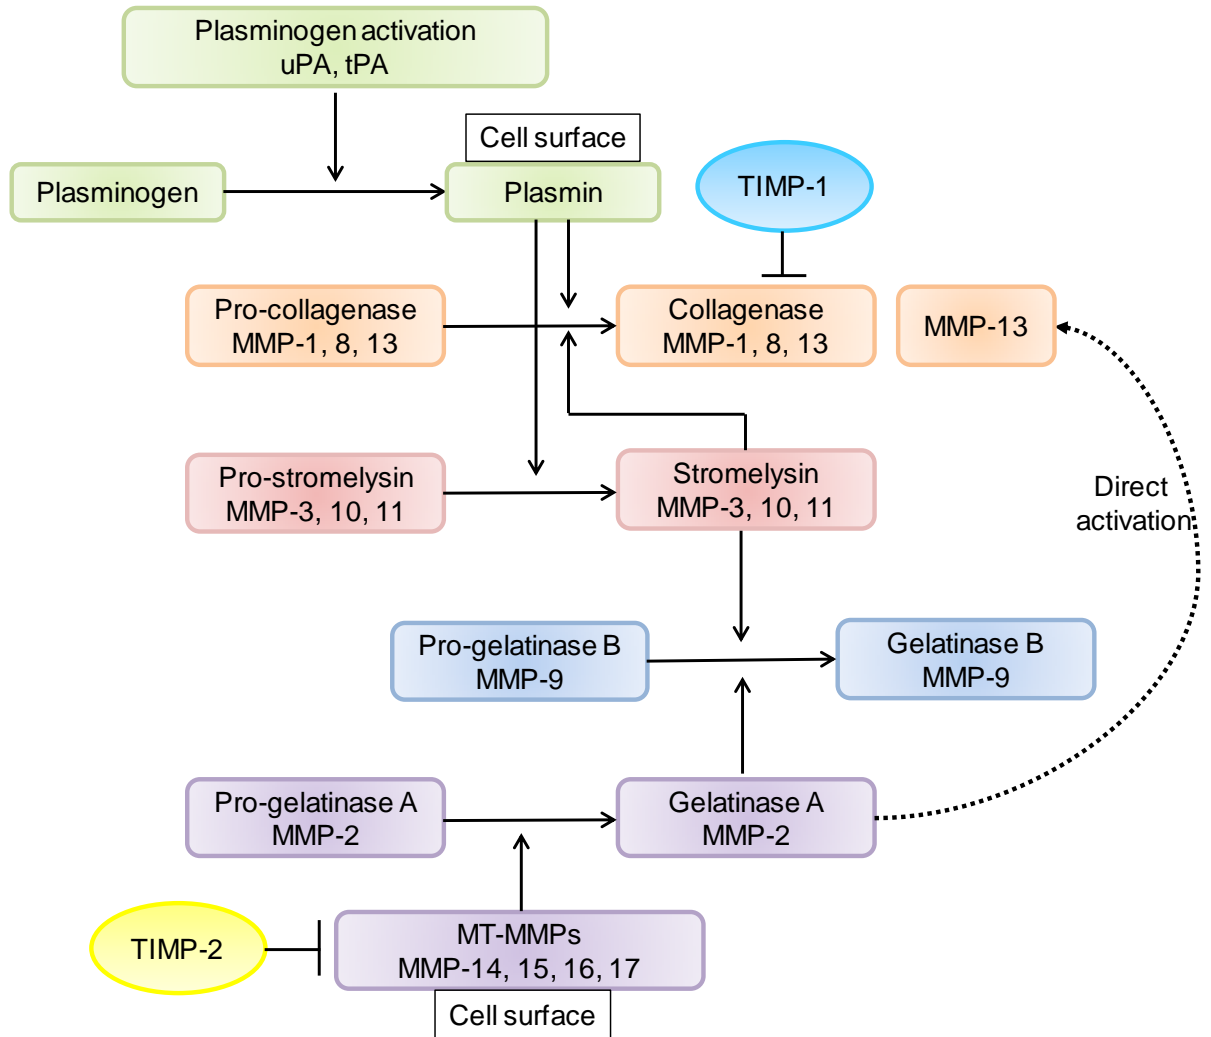 Plasminogen activation
uPA, tPA
Cell surface
Plasminogen
Plasmin
TIMP-1
Pro-collagenase
MMP-1, 8, 13
Collagenase
MMP-1, 8, 13
MMP-13
Pro-stromelysin
MMP-3, 10, 11
Stromelysin
MMP-3, 10, 11
Direct
activation
Pro-gelatinase B
MMP-9
Gelatinase B
MMP-9
Pro-gelatinase A
MMP-2
Gelatinase A
MMP-2
TIMP-2
MT-MMPs
MMP-14, 15, 16, 17
Cell surface